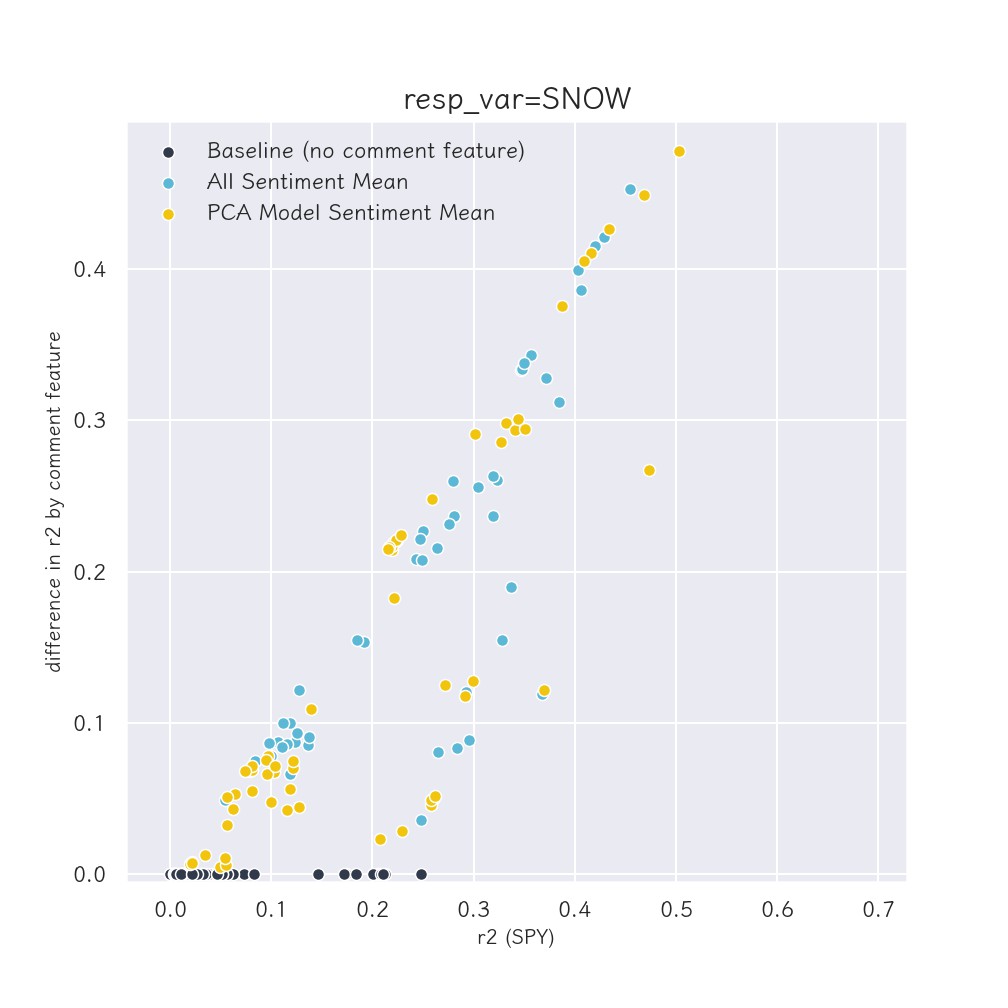 resp_var=SNOW
Baseline (no comment feature)
All Sentiment Mean
PCA Model Sentiment Mean
difference in r2 by comment feature
0.4
0.3
0.2
0.1
0.0
0.0 0.1 0.2 0.3 0.4 0.5 0.6 0.7
r2 (SPY)